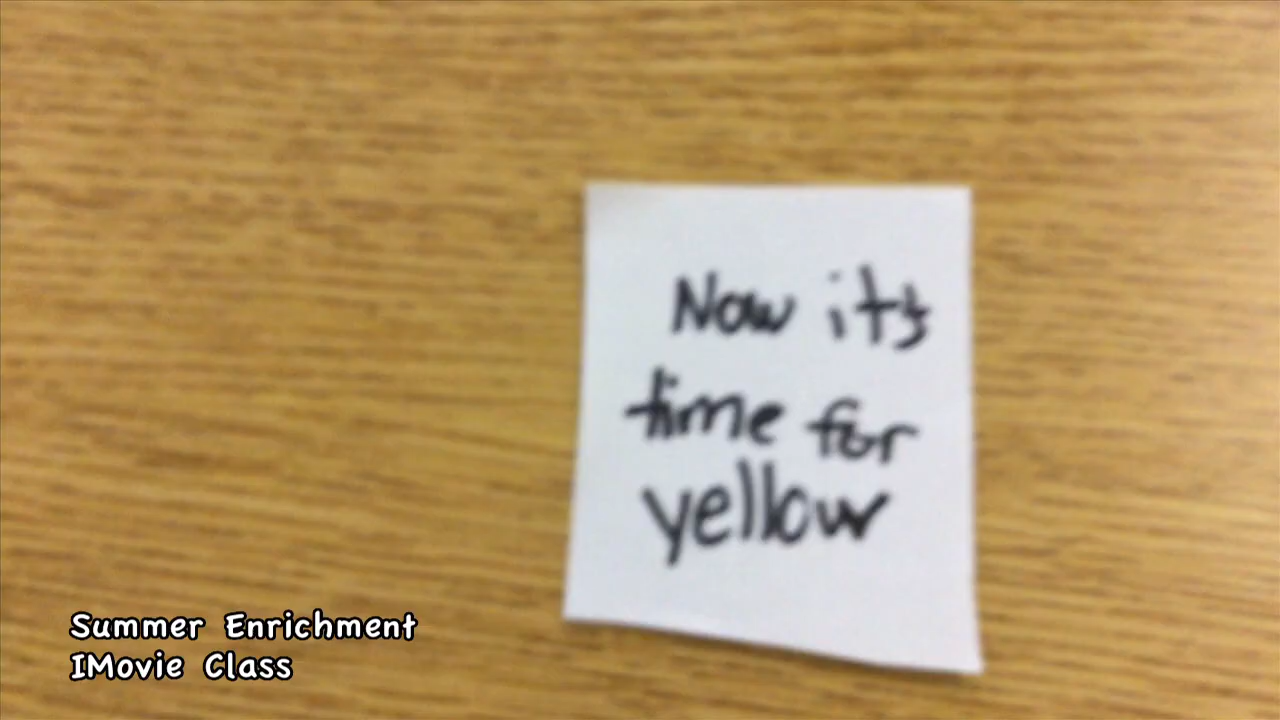 Now it's
time for
yellow
Summer Enrichment
IMovie Class